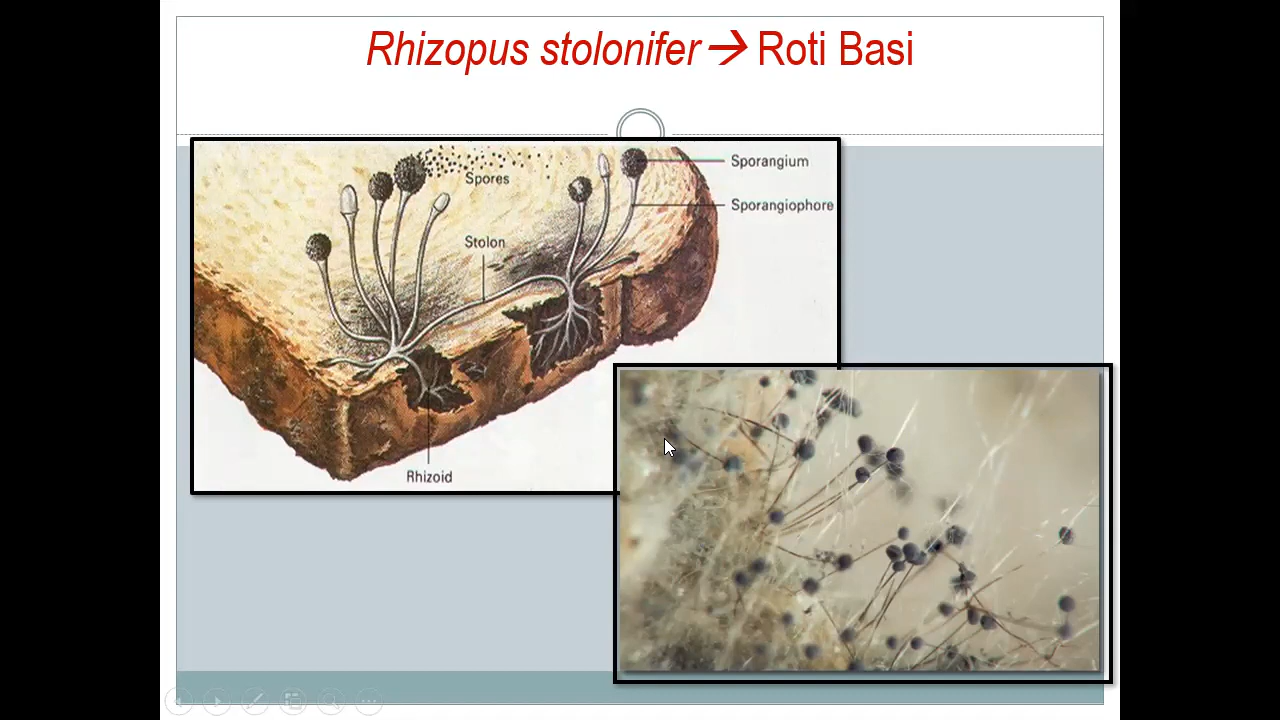 Rhizopus stolonifer → Roti Basi
Sporangium
Spores
Sporangiophore
Stolon
Rhizoid